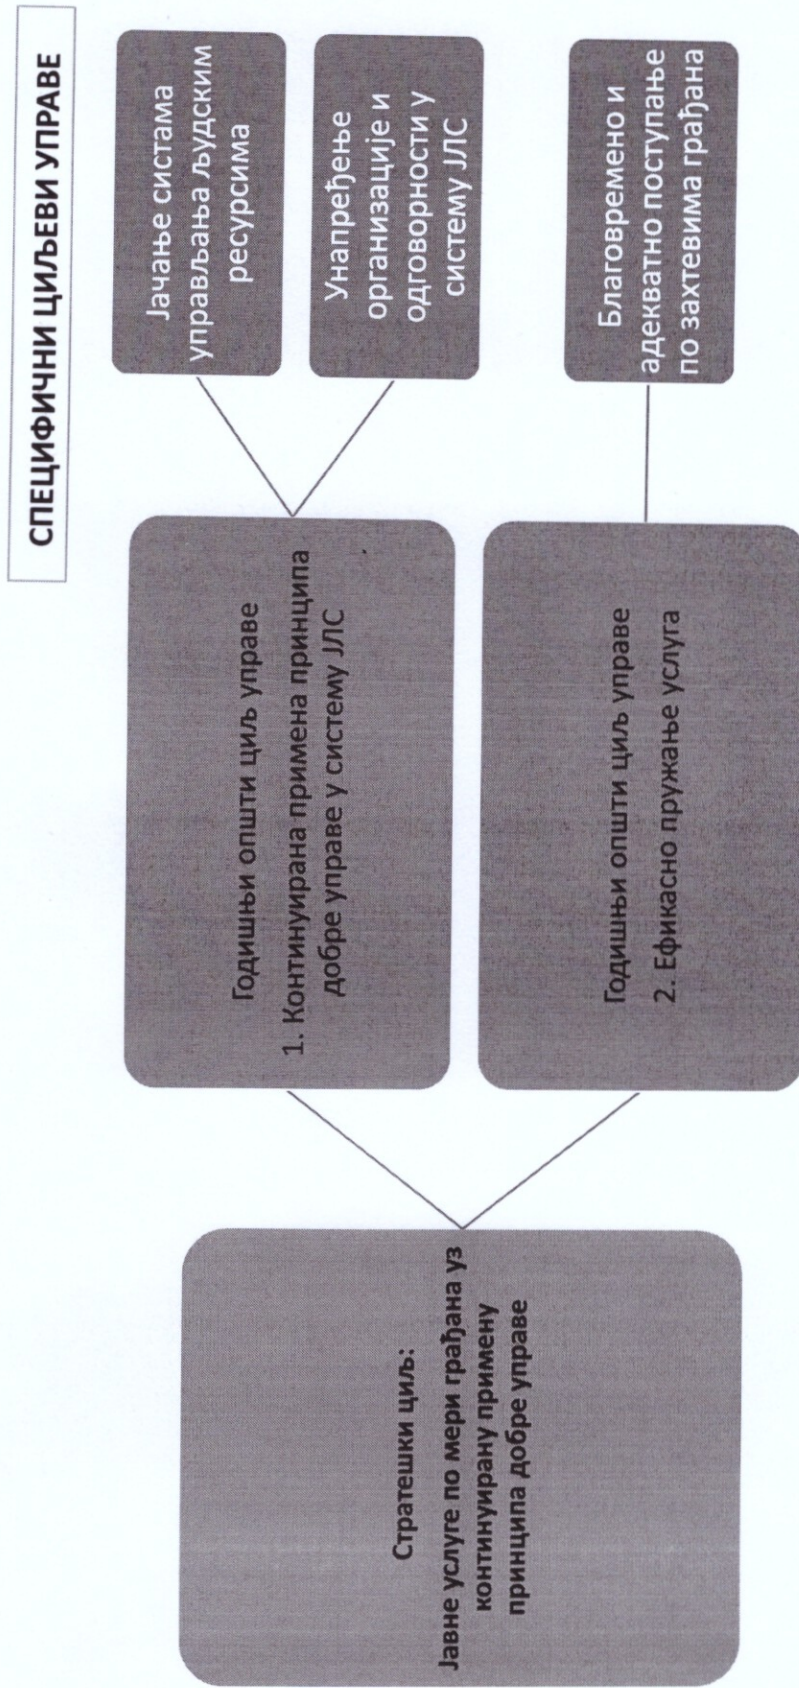 СПЕЦИФИЧНИ ЦИЉЕВИ УПРАВЕ
Стратешки циљ:
Јавне услуге по мери грађана уз
континуирану примену
принципа добре управе
Годишњи општи циљ управе
1. Континуирана примена принципа
добре управе у систему ЈЛС
Годишњи општи циљ управе
2. Ефикасно пружање услуга
Јачање систама
управљања људским
ресурсима
Унапређење
организације и
одговорности у
систему ЈЛС
Благовремено и
адекватно поступање
по захтевима грађана